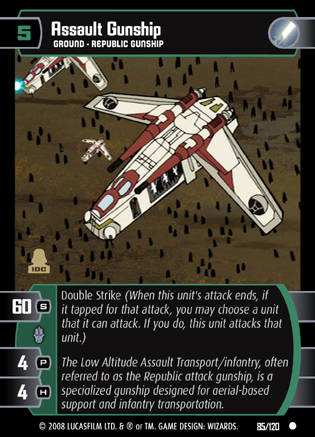 5 Assault Gunship
GROUND - REPUBLIC GUNSHIP
IDC
60 S
Double Strike (When this unit's attack ends, if
it tapped for that attack, you may choose a unit
that it can attack. If you do, this unit attacks that
unit.)
4 P
4 H
The Low Altitude Assault Transport/infantry, often
referred to as the Republic attack gunship, is a
specialized gunship designed for aerial-based
support and infantry transportation.
© 2008 LUCASFILM LTD. & ® or TM. GAME DESIGN: WIZARDS. 85/120